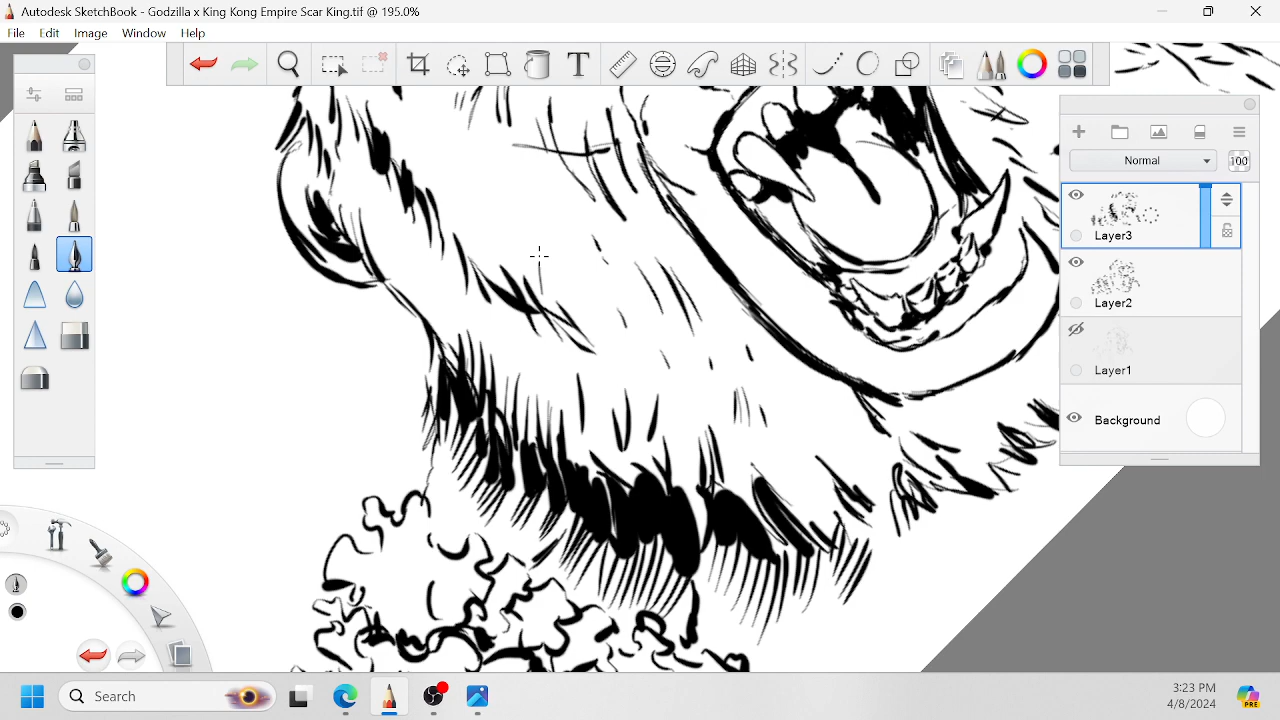 Autodesk SketchBook - Godzilla x King Kong Empire Scar King.tif @ 195.0%
File Edit Image Window Help
T
Normal 100
Layer3
Layer2
Layer1
Background
Search
PRE
3:23 PM
4/8/2024